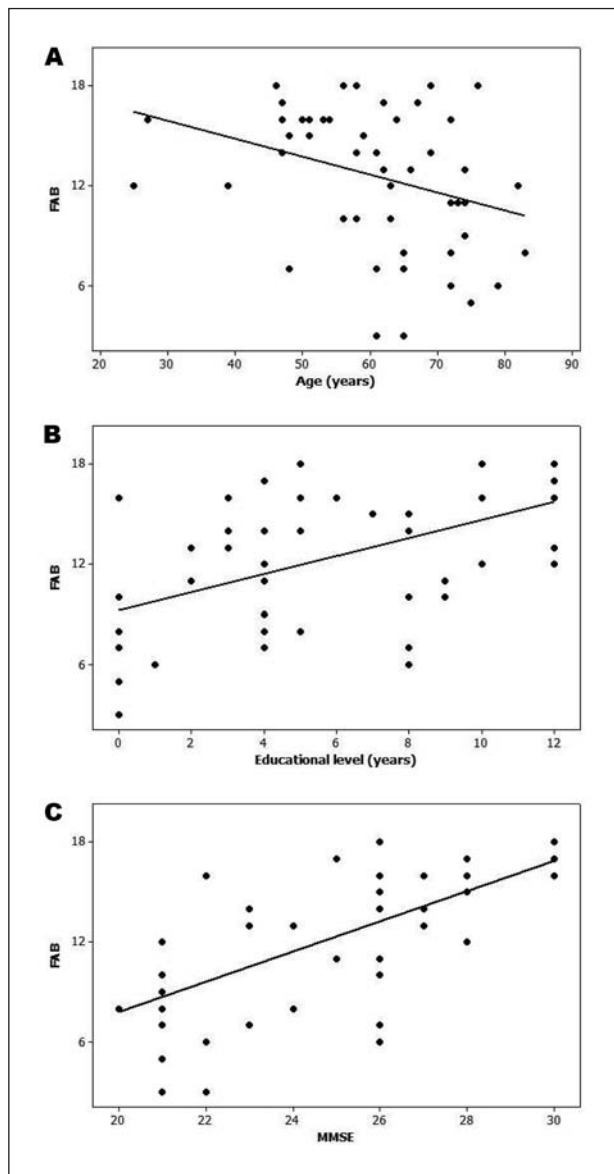 A
FAB
18
12
6
20 30 40 50 60 70 80 90
Age (years)
B
FAB
18
12
6
0 2 4 6 8 10 12
Educational level (years)
C
FAB
18
12
6
20 22 24 26 28 30
MMSE